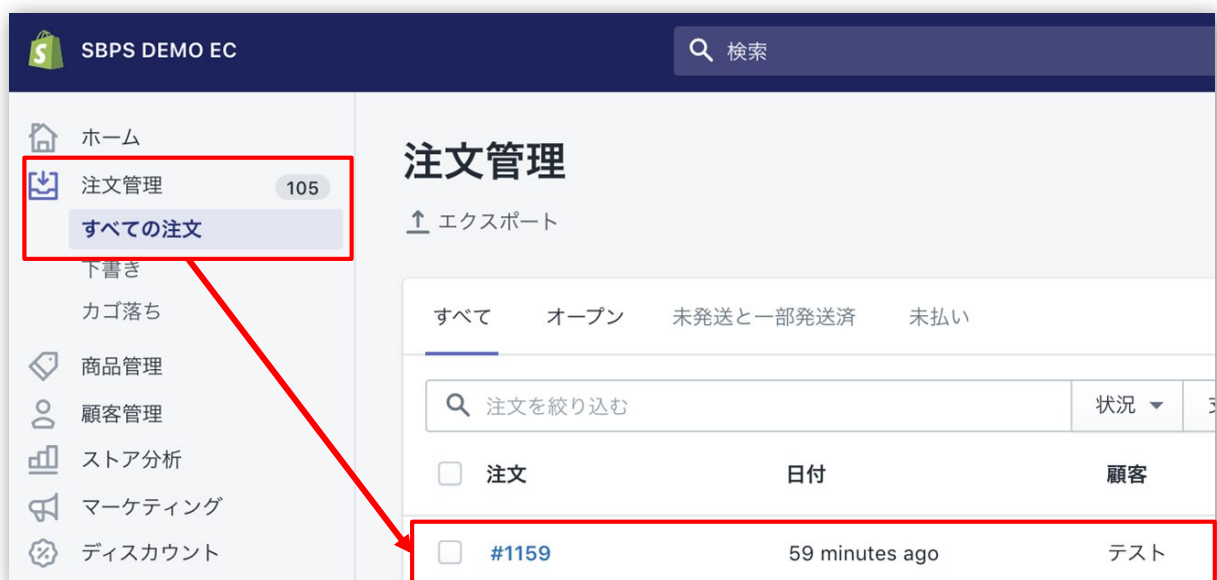 SBPS DEMO EC
検索
ホーム
注文管理 105
すべての注文
下書き
カゴ落ち
商品管理
顧客管理
ストア分析
マーケティング
ディスカウント
注文管理
エクスポート
すべて オープン 未発送と一部発送済 未払い
注文を絞り込む 状況
注文 日付 顧客
#1159 59 minutes ago テスト